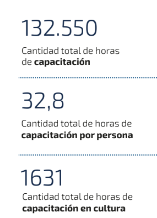 132.550
Cantidad total de horas
de capacitación
32,8
Cantidad total de horas de
capacitación por persona
1631
Cantidad total de horas de
capacitación en cultura